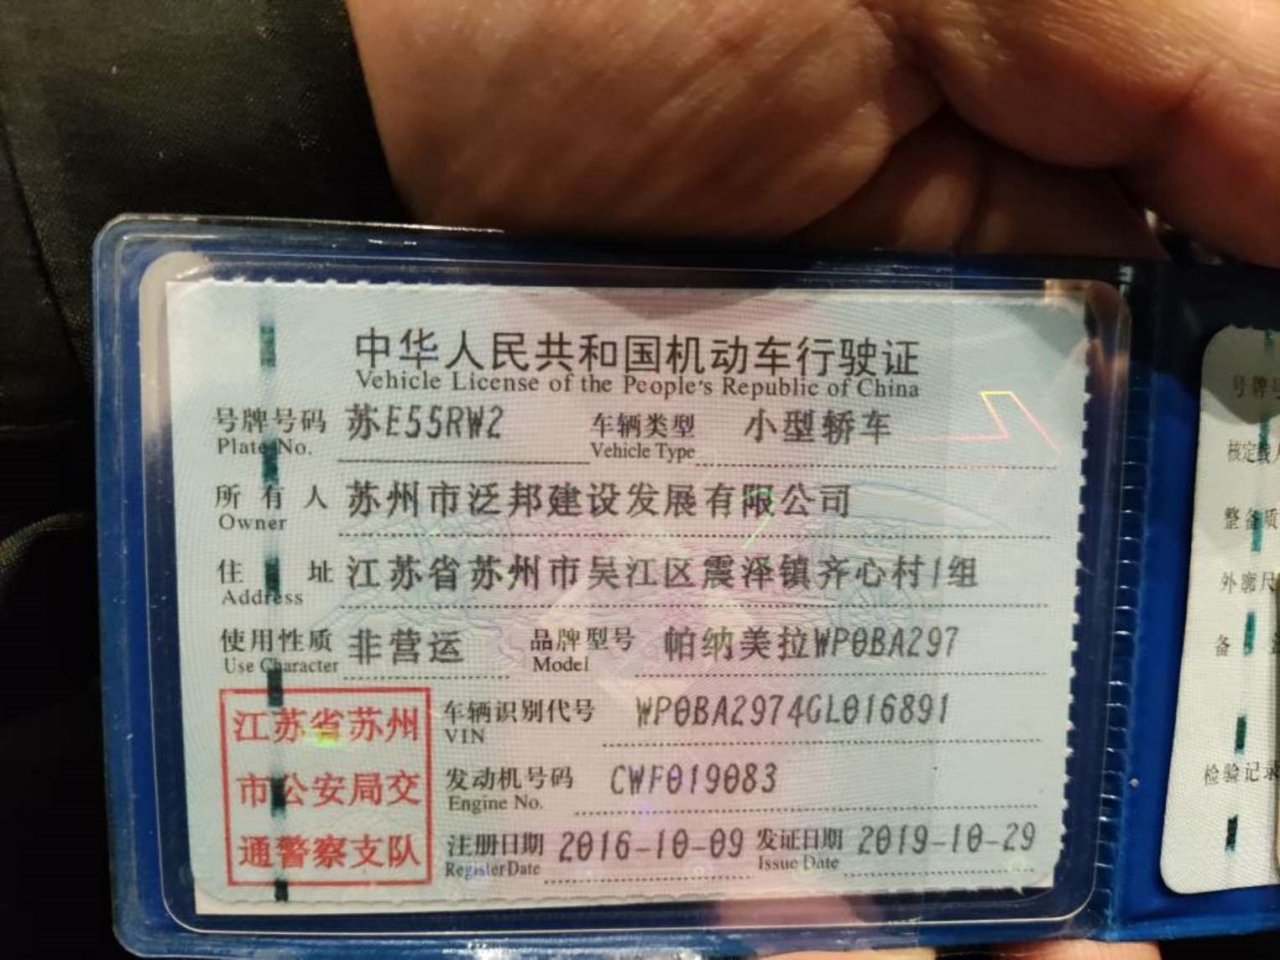 中华人民共和国机动车行驶证
Vehicle License of the People's Republic of China
号牌号码 苏E55RW2 车辆类型 小型轿车
Plate No. Vehicle Type
所有人 苏州市泛邦建设发展有限公司
Owner
住址 江苏省苏州市吴江区震泽镇齐心村1组
Address
使用性质 非营运 品牌型号 帕纳美拉WP0BA297
Use Character Model
江苏省苏州
市公安局交
通警察支队
车辆识别代号 WP0BA2974GL016891
VIN
发动机号码 CWF019083
Engine No.
注册日期 2016-10-09 发证日期 2019-10-29
Register Date Issue Date
号牌
核定载
整备质
外廓尺
备
检验记录